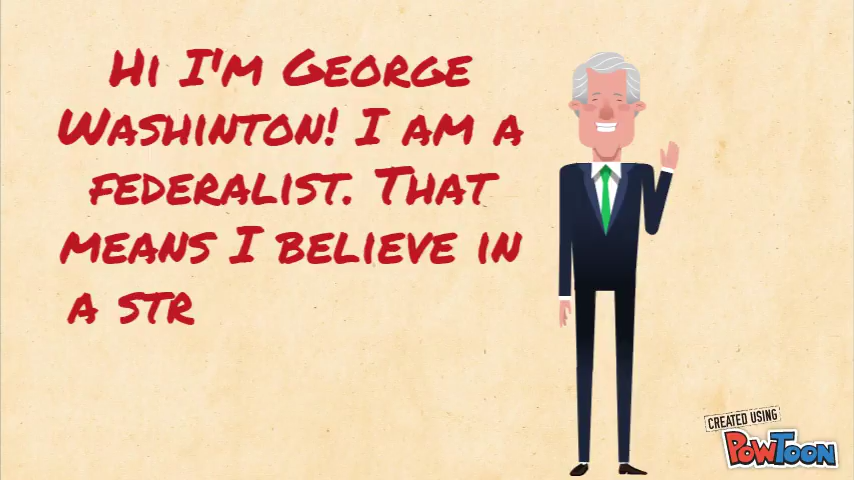 Hi I'm George
Washinton! I am a
federalist. That
means I believe in
a str
CREATED USING
PowToon